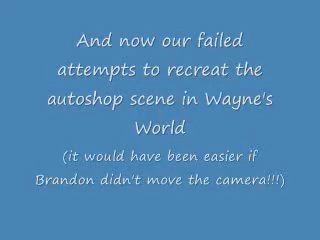 And now our failed
attempts to recreat the
autoshop scene in Wayne's
World
(it would have been easier if
Brandon didn't move the camera!!!)